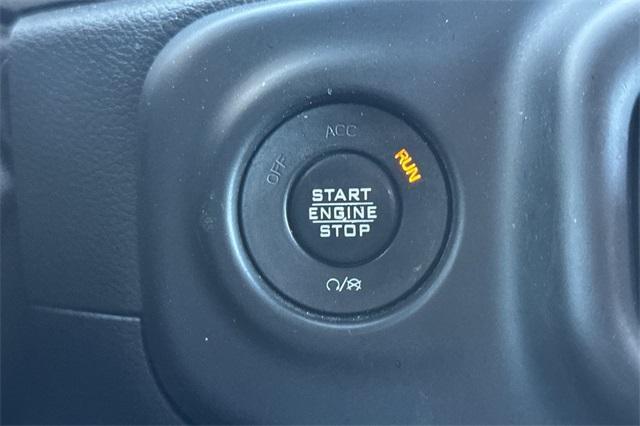 ACC
OFF
RUN
START
ENGINE
STOP